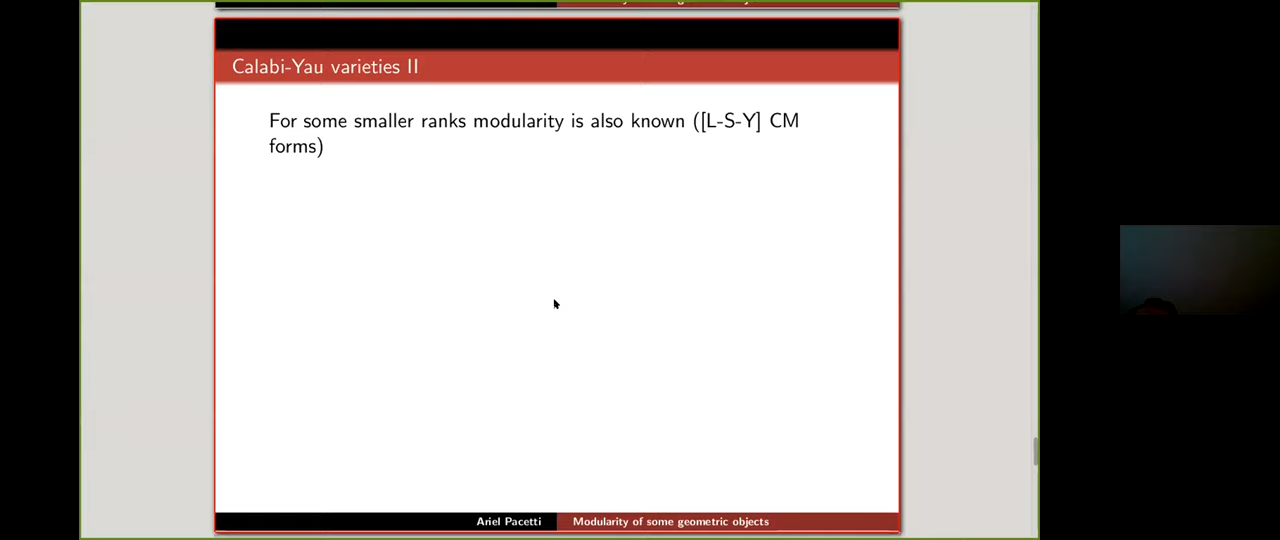 Calabi-Yau varieties II
For some smaller ranks modularity is also known ([L-S-Y] CM
forms)
Ariel Pacetti
Modularity of some geometric objects